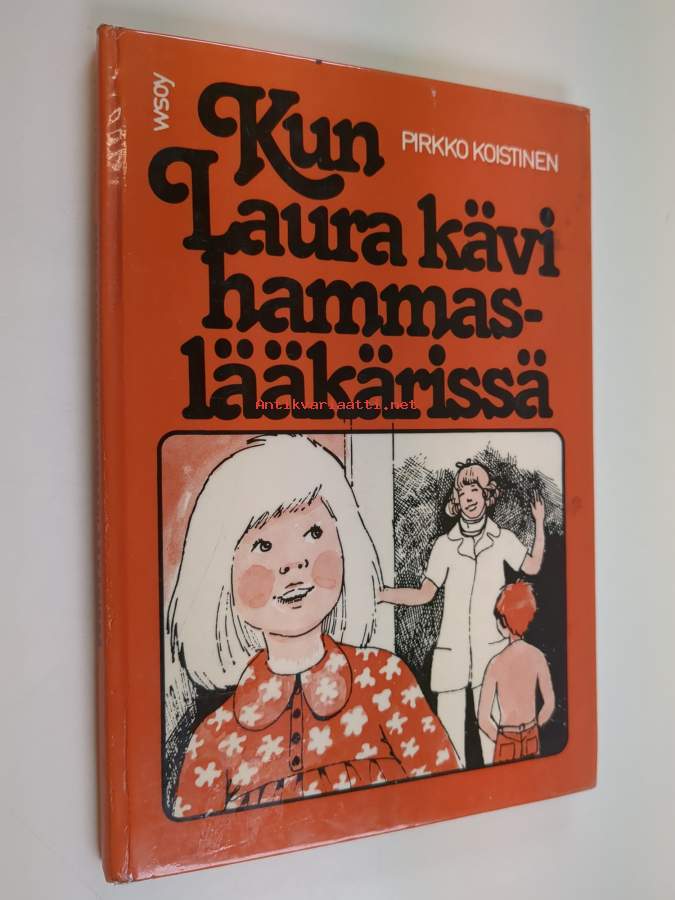 wsoy
PIRKKO KOISTINEN
Kun
Laura kävi
hammas-
lääkärissä
Antikvariaatti.net